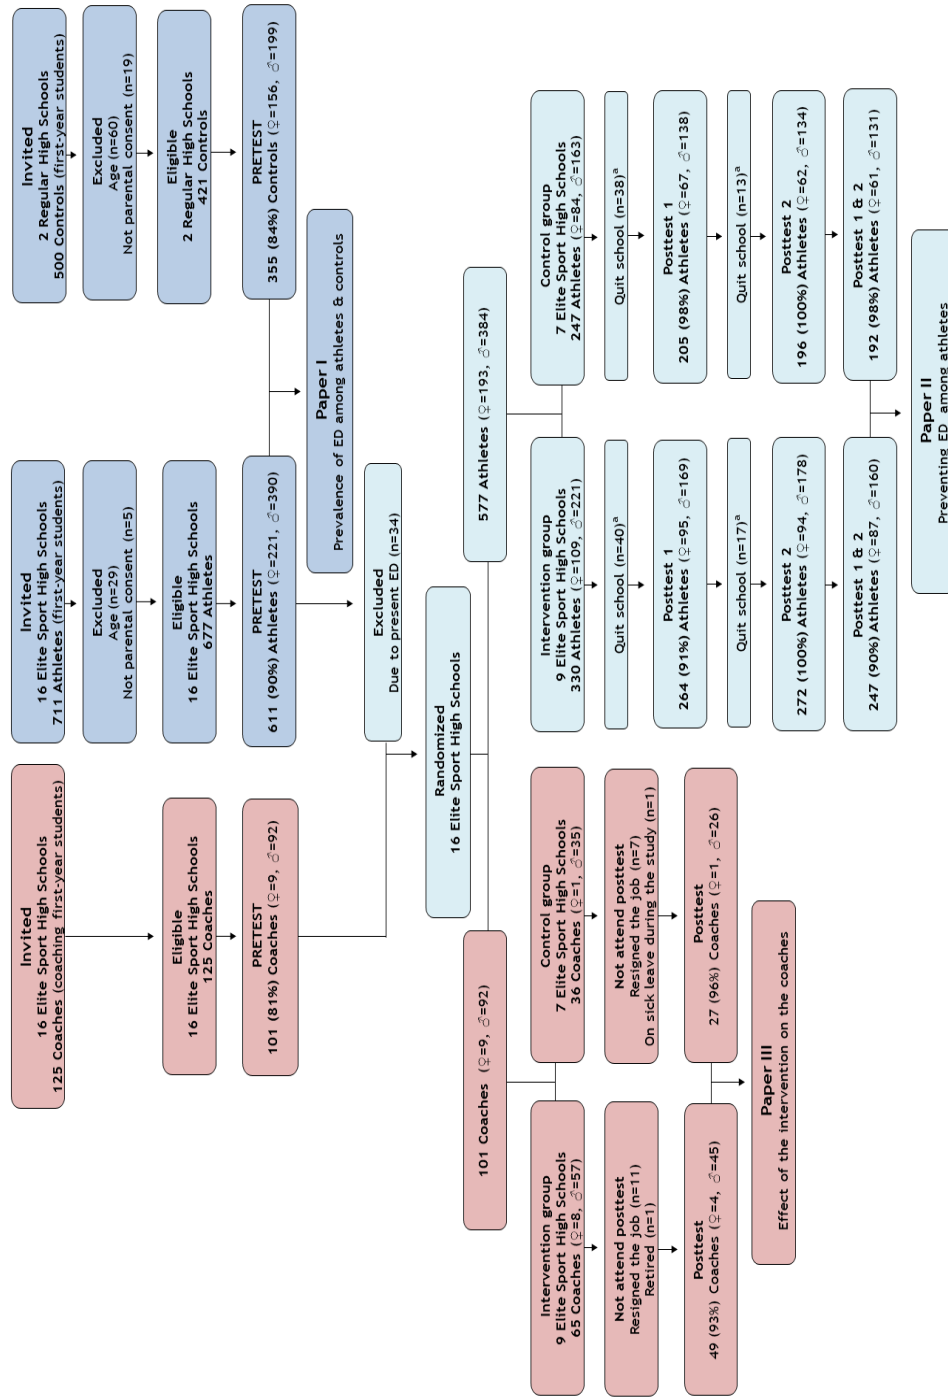 Invited
16 Elite Sport High Schools
125 Coaches (coaching first-year students)
Invited
16 Elite Sport High Schools
711 Athletes (first-year students)
Invited
2 Regular High Schools
500 Controls (first-year students)
Excluded
Age (n=29)
Not parental consent (n=5)
Excluded
Age (n=60)
Not parental consent (n=19)
Eligible
16 Elite Sport High Schools
125 Coaches
Eligible
16 Elite Sport High Schools
677 Athletes
Eligible
2 Regular High Schools
421 Controls
PRETEST
101 (81%) Coaches (♀=9, ♂=92)
PRETEST
611 (90%) Athletes (♀=221, ♂=390)
PRETEST
355 (84%) Controls (♀=156, ♂=199)
Paper I
Prevalence of ED among athletes & controls
Excluded
Due to present ED (n=34)
Randomized
16 Elite Sport High Schools
101 Coaches (♀=9, ♂=92)
577 Athletes (♀=193, ♂=384)
Intervention group
9 Elite Sport High Schools
65 Coaches (♀=8, ♂=57)
Control group
7 Elite Sport High Schools
36 Coaches (♀=1, ♂=35)
Intervention group
9 Elite Sport High Schools
330 Athletes (♀=109, ♂=221)
Control group
7 Elite Sport High Schools
247 Athletes (♀=84, ♂=163)
Not attend posttest
Resigned the job (n=11)
Retired (n=1)
Not attend posttest
Resigned the job (n=7)
On sick leave during the study (n=1)
Quit school (n=40)ª
Quit school (n=38)ª
Posttest
49 (93%) Coaches (♀=4, ♂=45)
Posttest
27 (96%) Coaches (♀=1, ♂=26)
Posttest 1
264 (91%) Athletes (♀=95, ♂=169)
Posttest 1
205 (98%) Athletes (♀=67, ♂=138)
Quit school (n=17)ª
Quit school (n=13)ª
Paper III
Effect of the intervention on the coaches
Posttest 2
272 (100%) Athletes (♀=94, ♂=178)
Posttest 2
196 (100%) Athletes (♀=62, ♂=134)
Posttest 1 & 2
247 (90%) Athletes (♀=87, ♂=160)
Posttest 1 & 2
192 (98%) Athletes (♀=61, ♂=131)
Paper II
Preventing ED among athletes